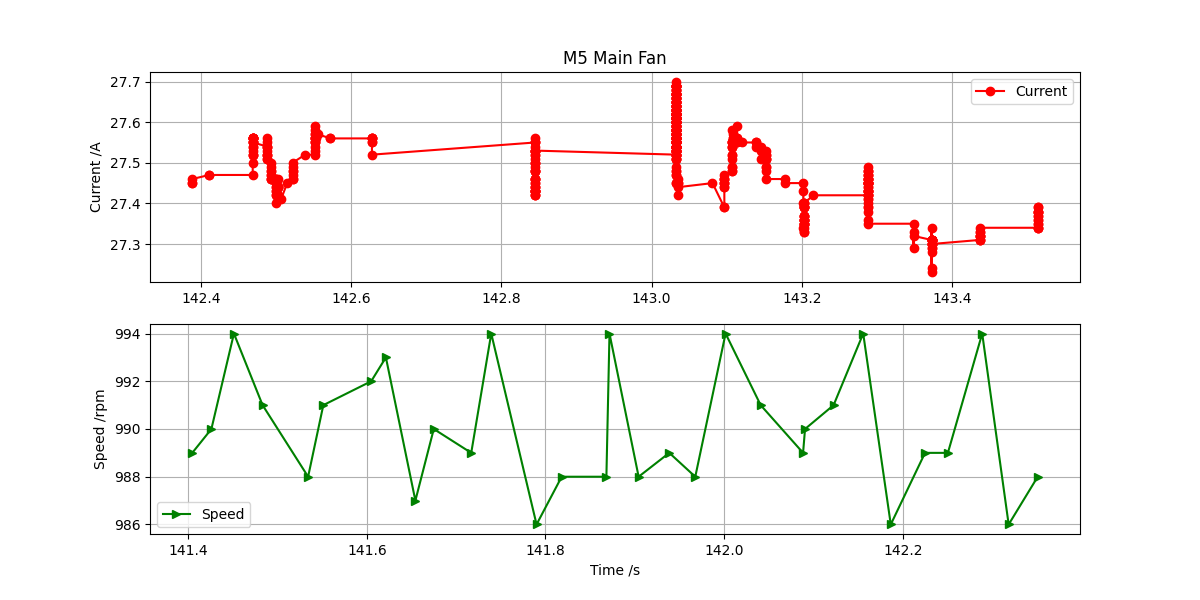 M5 Main Fan
27.7
27.6
27.5
27.4
27.3
Current /A
Current
142.4 142.6 142.8 143.0 143.2 143.4
994
992
990
988
986
Speed /rpm
Speed
141.4 141.6 141.8 142.0 142.2
Time /s